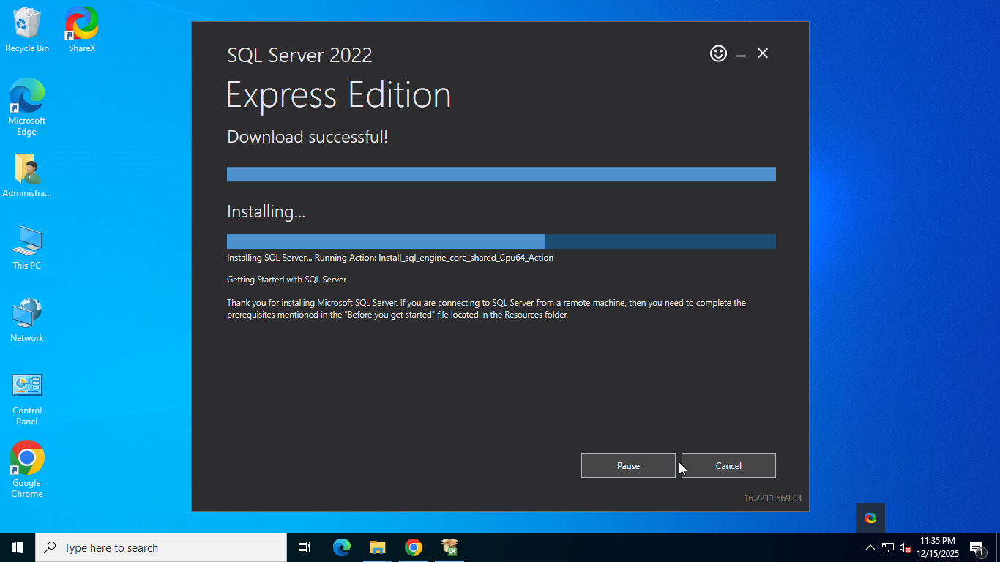 Recycle Bin
ShareX
Microsoft
Edge
Administra...
This PC
Network
Control
Panel
Google
Chrome
SQL Server 2022
Express Edition
Download successful!
Installing...
Installing SQL Server... Running Action: Install_sql_engine_core_shared_Cpu64_Action
Getting Started with SQL Server
Thank you for installing Microsoft SQL Server. If you are connecting to SQL Server from a remote machine, then you need to complete the
prerequisites mentioned in the "Before you get started" file located in the Resources folder.
Pause
Cancel
16.2211.5693.3
Type here to search
11:35 PM
12/15/2025
1